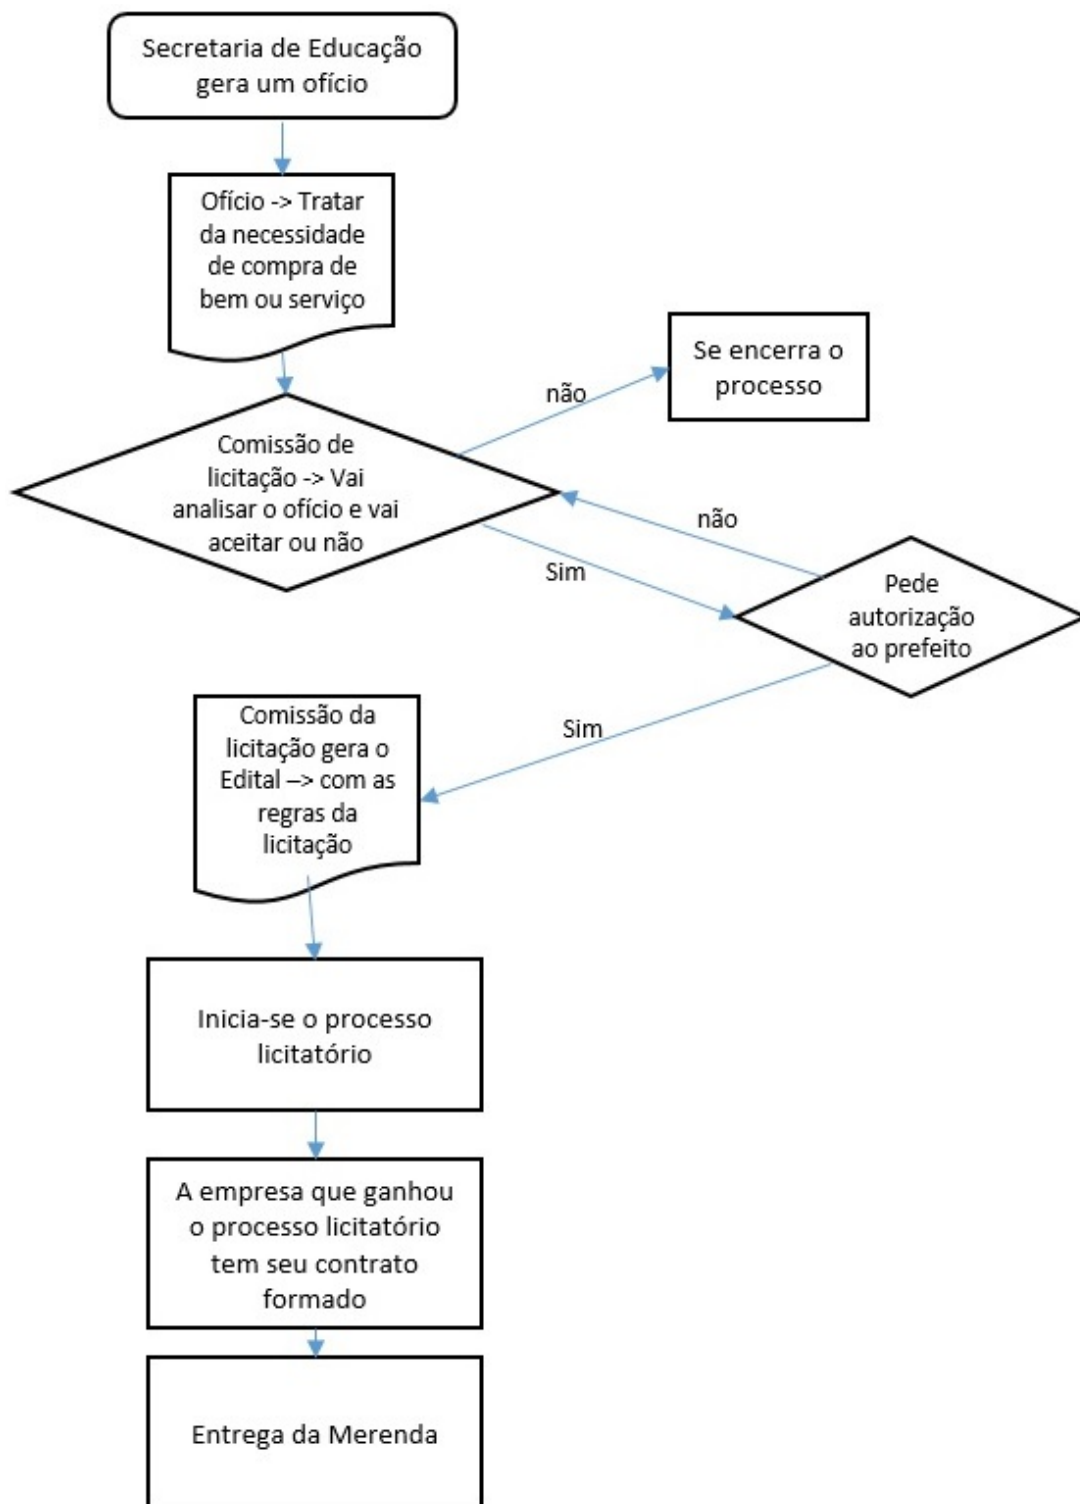 Secretaria de Educação
gera um ofício
Ofício -> Tratar
da necessidade
de compra de
bem ou serviço
Se encerra o
processo
não
Comissão de
licitação -> Vai
analisar o ofício e vai
aceitar ou não
não
Sim
Pede
autorização
ao prefeito
Sim
Comissão da
licitação gera o
Edital –> com as
regras da
licitação
Inicia-se o processo
licitatório
A empresa que ganhou
o processo licitatório
tem seu contrato
formado
Entrega da Merenda